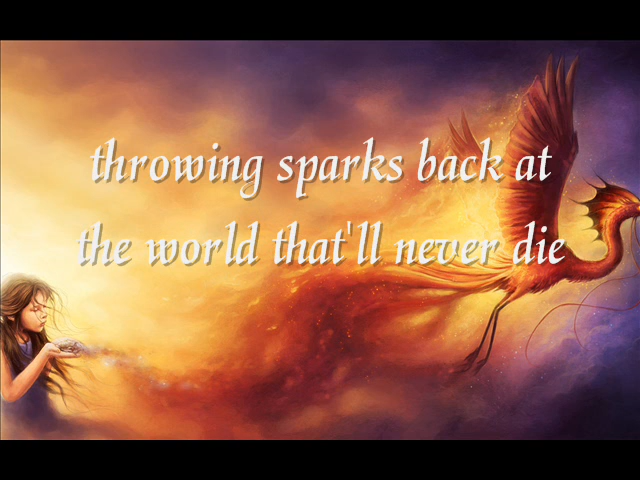 throwing sparks back at
the world that'll never die